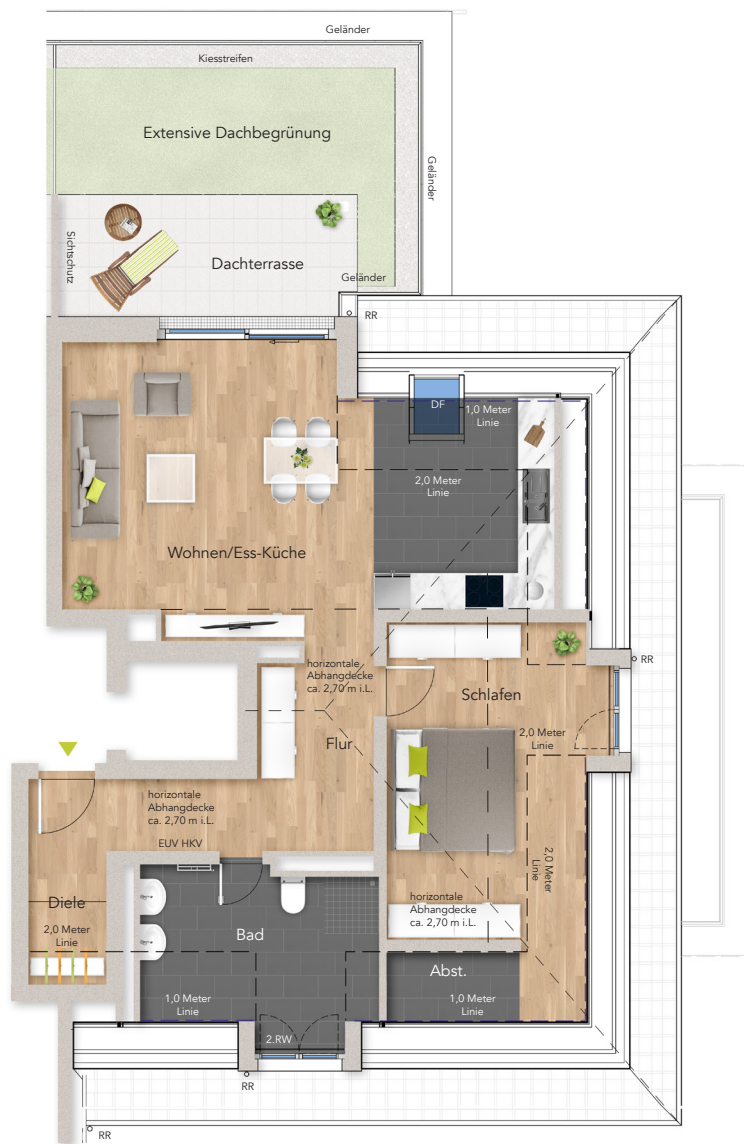 Geländer
Kiesstreifen
Extensive Dachbegrünung
Geländer
Sichtschutz
Dachterrasse
Geländer
RR
DF
1,0 Meter
Linie
2,0 Meter
Linie
Wohnen/Ess-Küche
horizontale
Abhangdecke
ca. 2,70 m i.L.
Schlafen
RR
Flur
2,0 Meter
Linie
horizontale
Abhangdecke
ca. 2,70 m i.L.
EUV HKV
2,0 Meter
Linie
Diele
2,0 Meter
Linie
horizontale
Abhangdecke
ca. 2,70 m i.L.
Bad
Abst.
1,0 Meter
Linie
1,0 Meter
Linie
2.RW
RR
RR